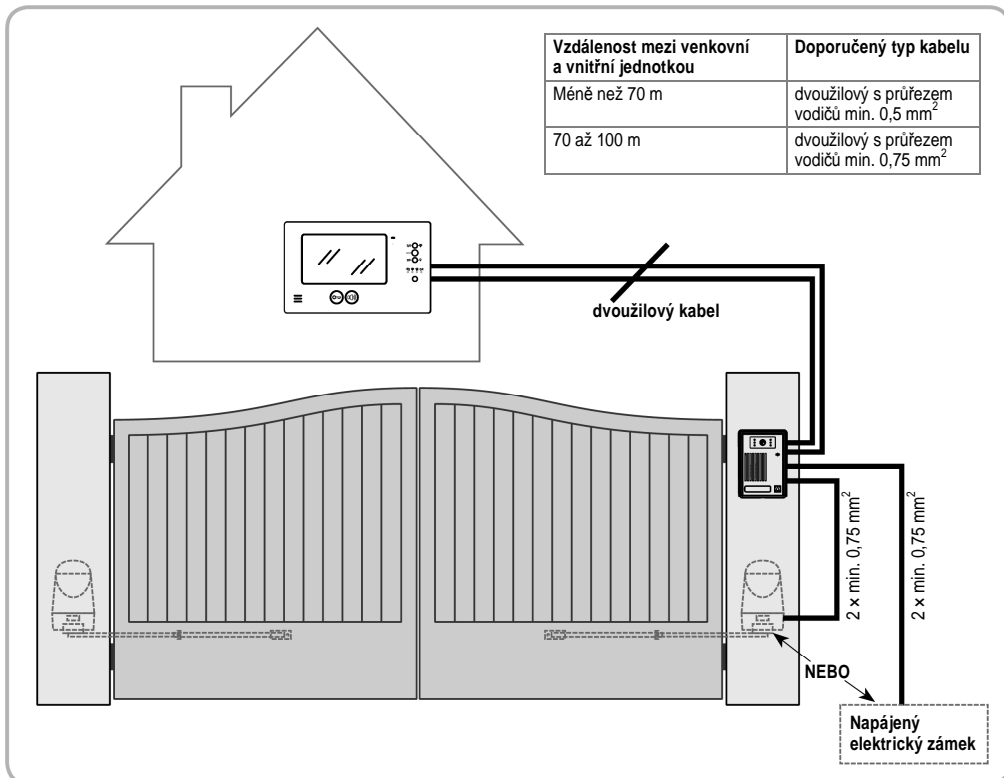 Vzdálenost mezi venkovní
a vnitřní jednotkou
Doporučený typ kabelu
Méně než 70 m
dvoužilový s průřezem
vodičů min. 0,5 mm²
70 až 100 m
dvoužilový s průřezem
vodičů min. 0,75 mm²
dvoužilový kabel
2 × min. 0,75 mm²
2 × min. 0,75 mm²
NEBO
Napájený
elektrický zámek